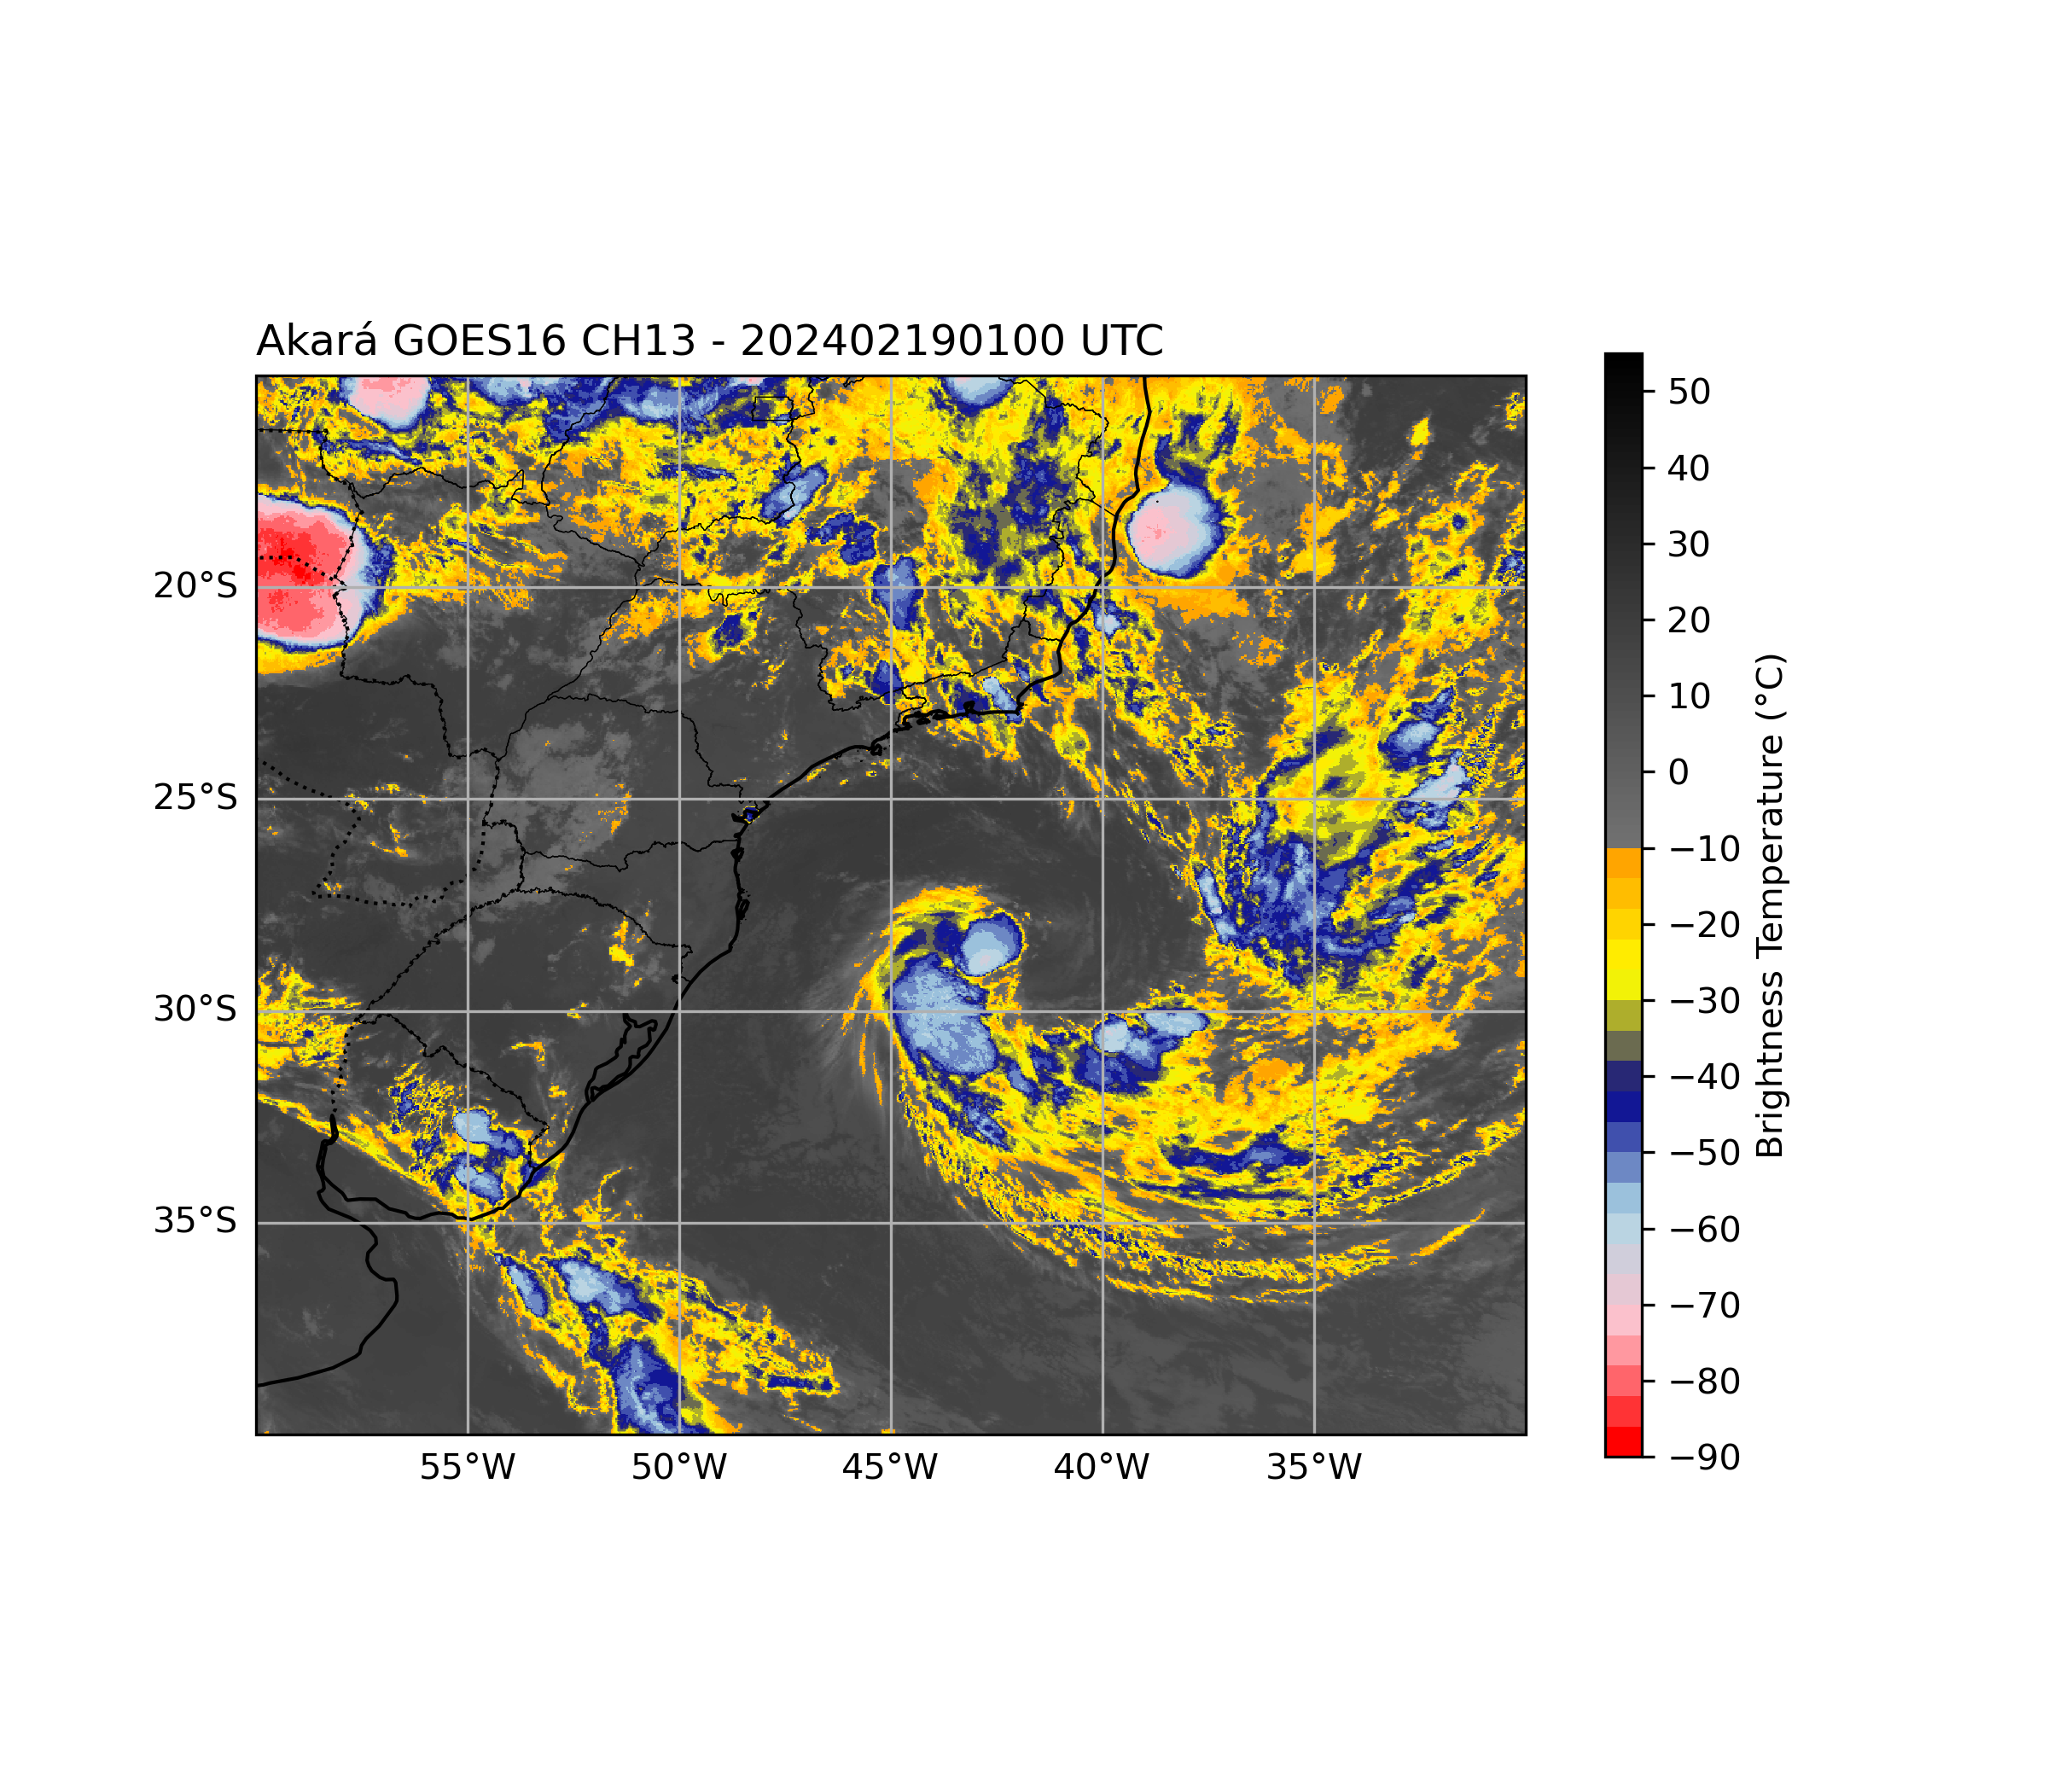 Akará GOES16 CH13 - 202402190100 UTC
20°S
25°S
30°S
35°S
55°W
50°W
45°W
40°W
35°W
50
40
30
20
10
0
−10
−20
−30
−40
−50
−60
−70
−80
−90
Brightness Temperature (°C)